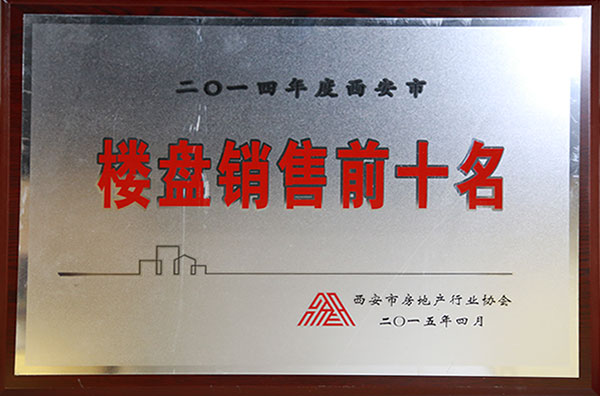 二〇一四年度西安市
楼盘销售前十名
西安市房地产行业协会
二〇一五年四月